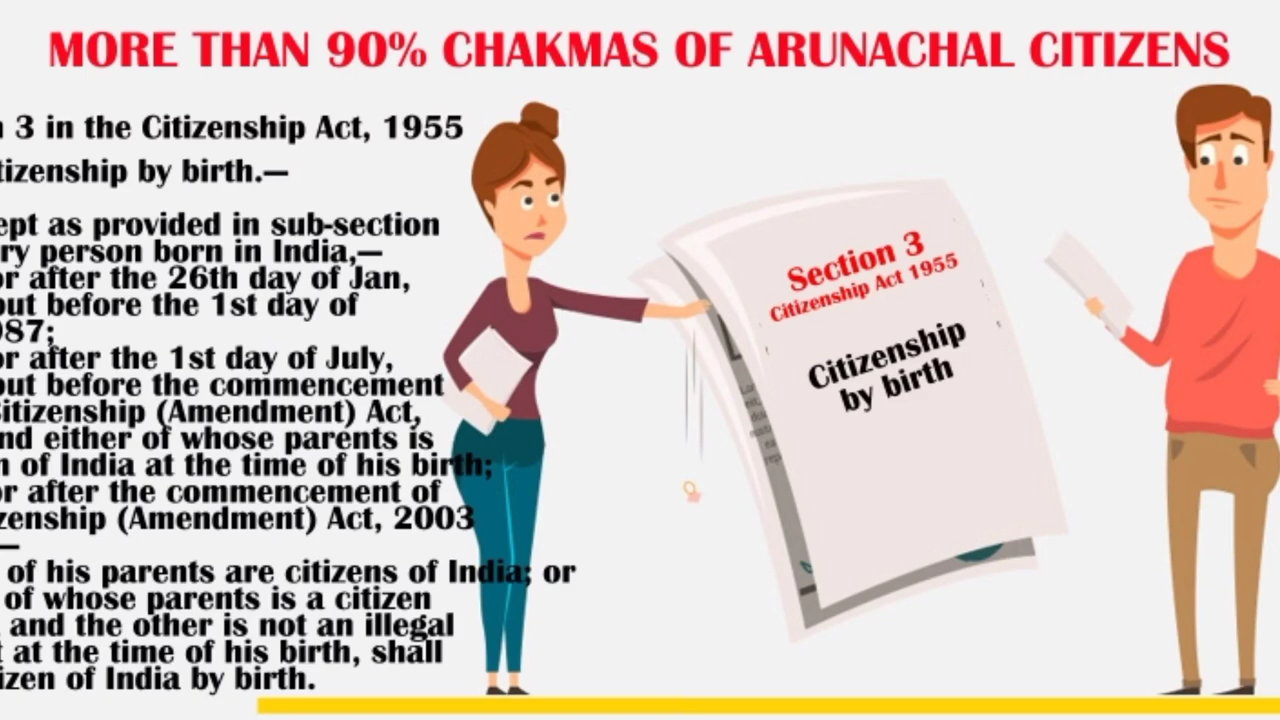 MORE THAN 90% CHAKMAS OF ARUNACHAL CITIZENS
n 3 in the Citizenship Act, 1955
tizenship by birth.—
ept as provided in sub-section
ry person born in India,—
or after the 26th day of Jan,
but before the 1st day of
987;
or after the 1st day of July,
but before the commencement
Citizenship (Amendment) Act,
nd either of whose parents is
n of India at the time of his birth;
or after the commencement of
izenship (Amendment) Act, 2003
—
of his parents are citizens of India; or
of whose parents is a citizen
and the other is not an illegal
t at the time of his birth, shall
izen of India by birth.
Section 3
Citizenship Act 1955
Citizenship
by birth